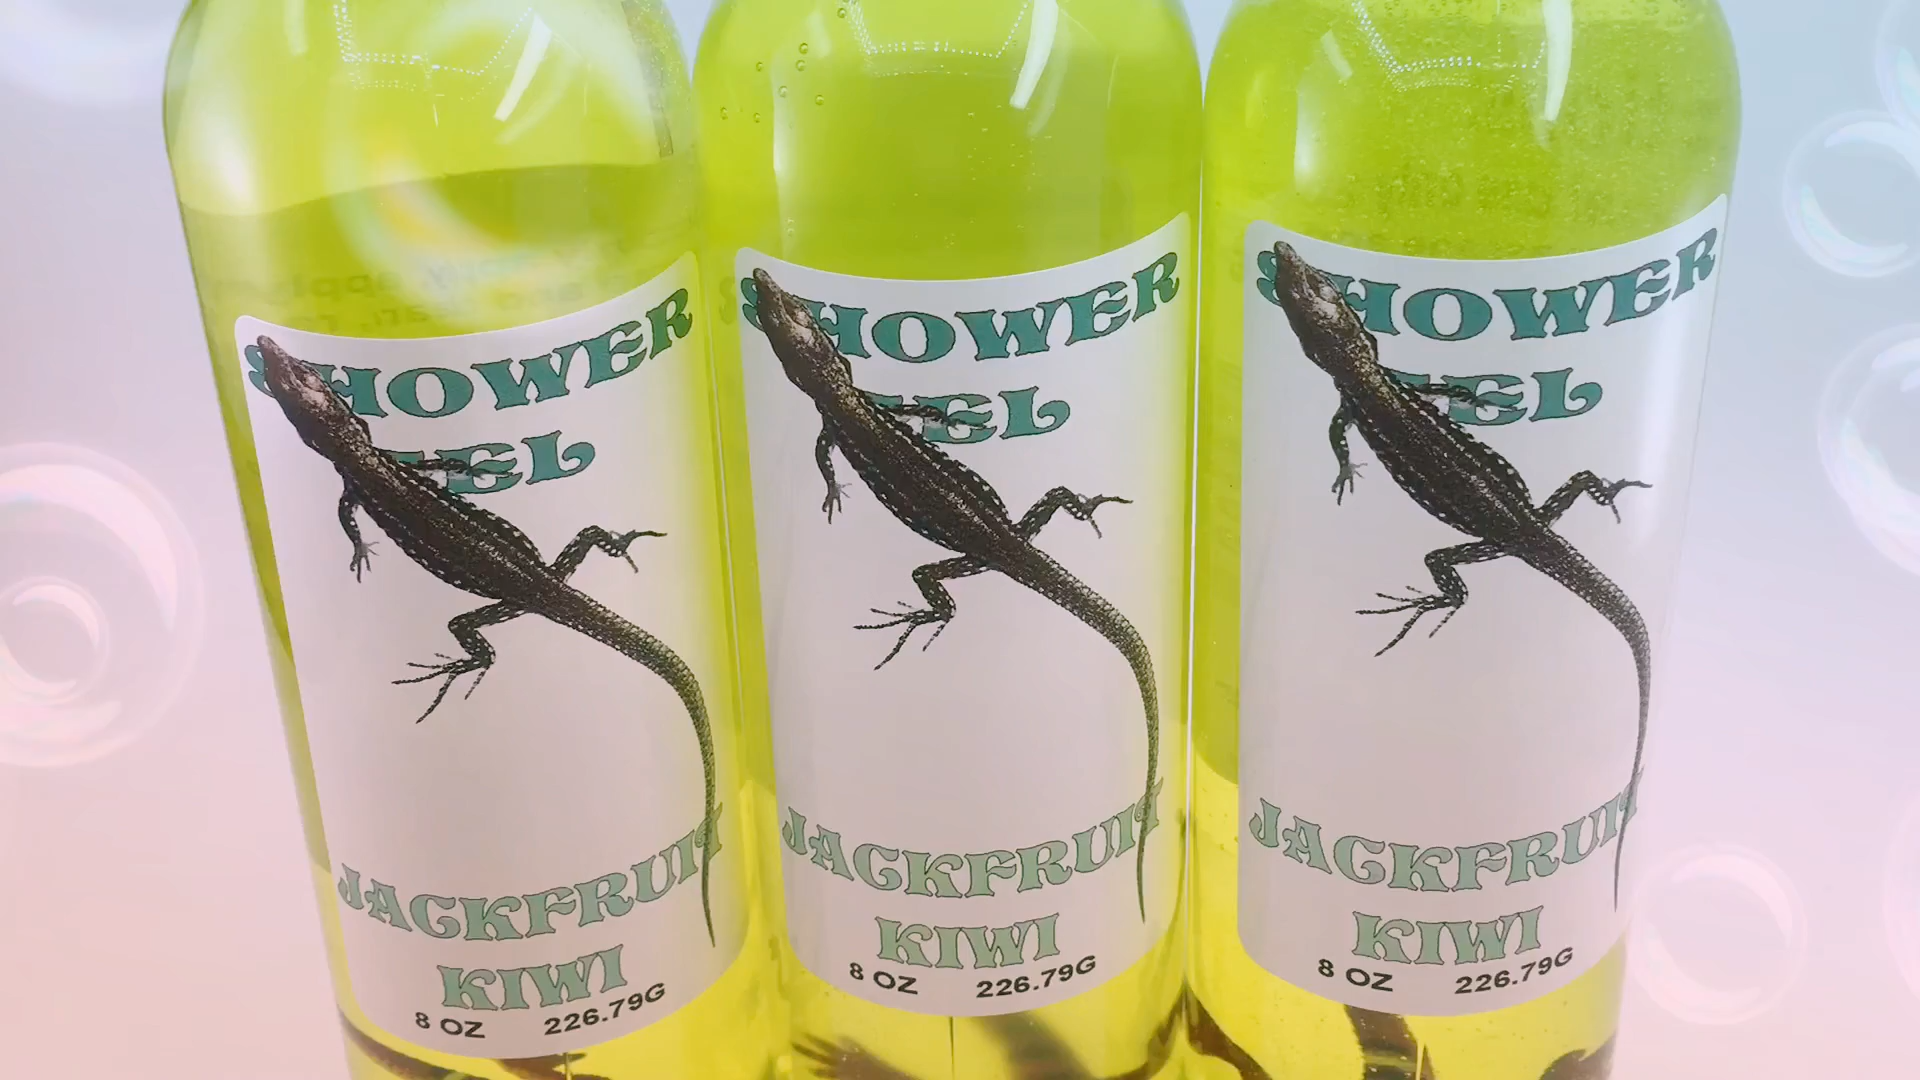 SHOWER
GEL
JACKFRUIT
KIWI
8 OZ 226.79G
SHOWER
GEL
JACKFRUIT
KIWI
8 OZ 226.79G
SHOWER
GEL
JACKFRUIT
KIWI
8 OZ 226.79G